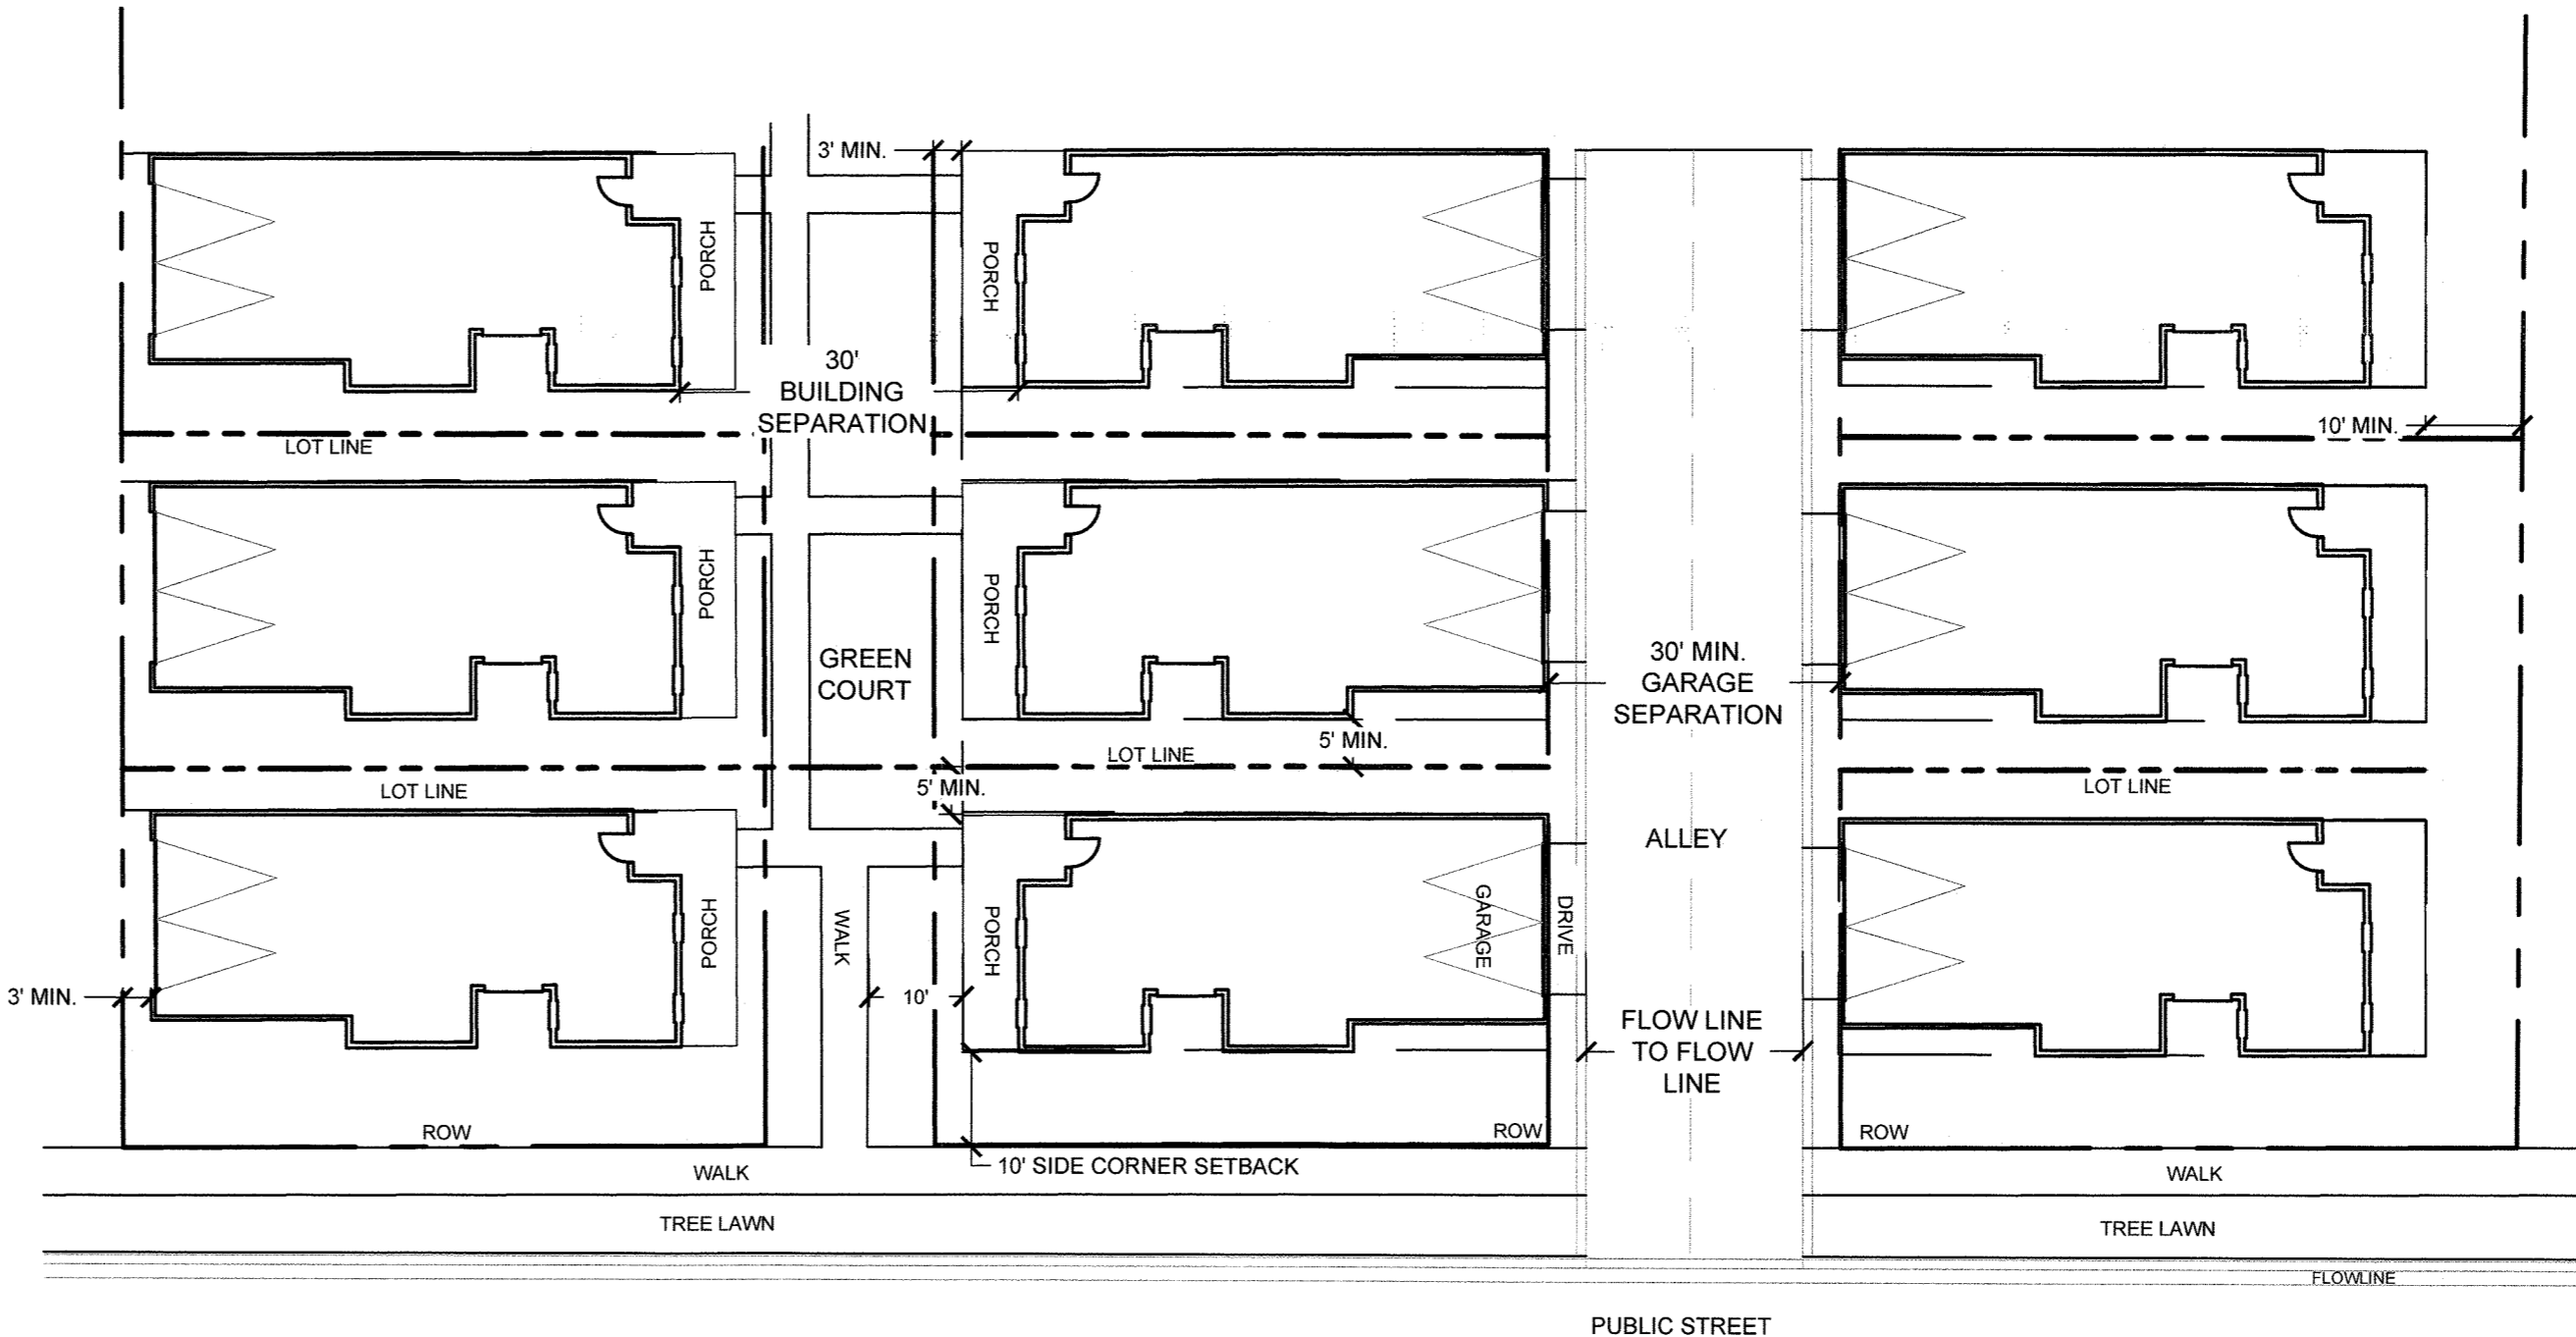 3' MIN.
PORCH
PORCH
30'
BUILDING
SEPARATION
10' MIN.
LOT LINE
PORCH
PORCH
GREEN
COURT
30' MIN.
GARAGE
SEPARATION
5' MIN.
LOT LINE
5' MIN.
LOT LINE
LOT LINE
ALLEY
PORCH
WALK
PORCH
GARAGE
DRIVE
3' MIN.
10'
FLOW LINE
TO FLOW
LINE
ROW
ROW
ROW
10' SIDE CORNER SETBACK
WALK
WALK
TREE LAWN
TREE LAWN
FLOWLINE
PUBLIC STREET